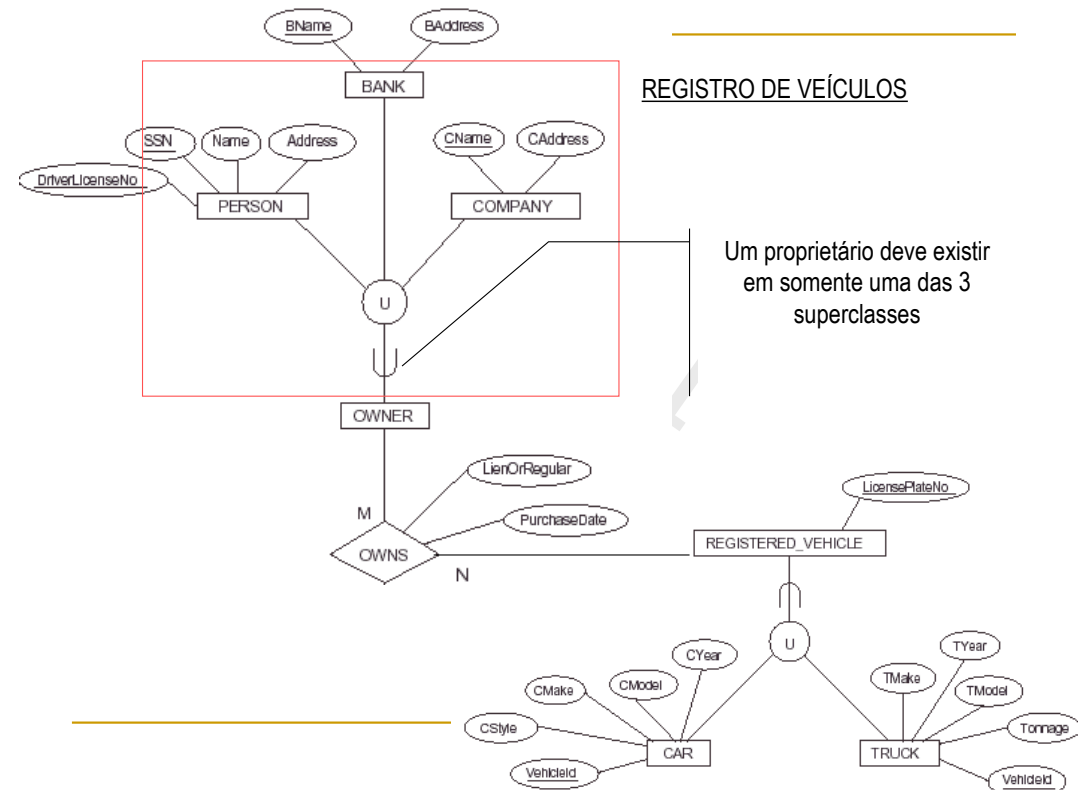 BName
BAddress
BANK
REGISTRO DE VEÍCULOS
SSN
Name
Address
CName
CAddress
DriverLicenseNo
PERSON
COMPANY
Um proprietário deve existir
em somente uma das 3
superclasses
U
OWNER
LienOrRegular
M
PurchaseDate
LicensePlateNo
OWNS
N
REGISTERED_VEHICLE
U
CYear
TYear
CMake
CModel
TMake
TModel
CStyle
Tonnage
CAR
TRUCK
VehicleId
VehicleId